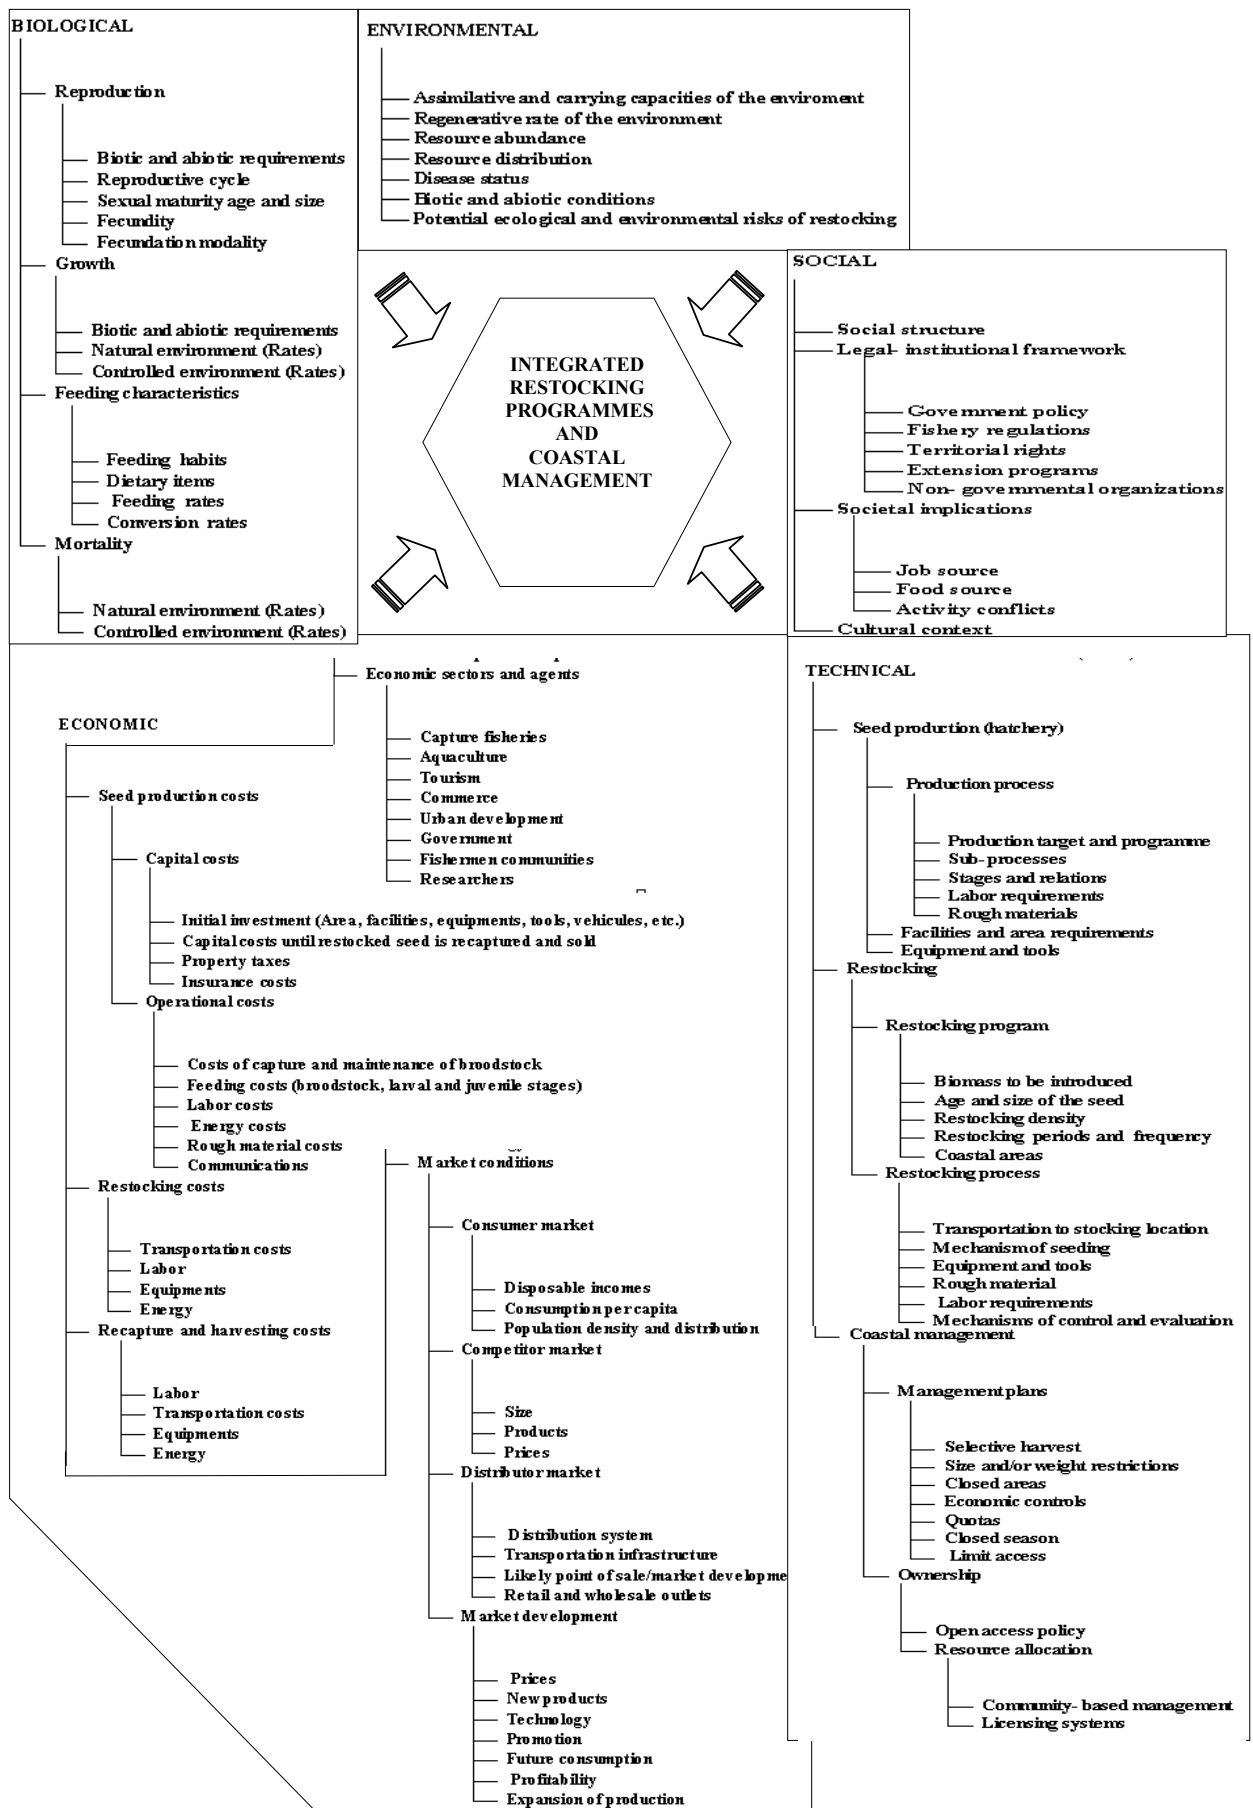 BIOLOGICAL
Reproduction
Biotic and abiotic requirements
Reproductive cycle
Sexual maturity age and size
Fecundity
Fecundation modality
Growth
Biotic and abiotic requirements
Natural environment (Rates)
Controlled environment (Rates)
Feeding characteristics
Feeding habits
Dietary items
Feeding rates
Conversion rates
Mortality
Natural environment (Rates)
Controlled environment (Rates)
ENVIRONMENTAL
Assimilative and carrying capacities of the enviroment
Regenerative rate of the environment
Resource abundance
Resource distribution
Disease status
Biotic and abiotic conditions
Potential ecological and environmental risks of restocking
INTEGRATED
RESTOCKING
PROGRAMMES
AND
COASTAL
MANAGEMENT
SOCIAL
Social structure
Legal- institutional framework
Government policy
Fishery regulations
Territorial rights
Extension programs
Non- governmental organizations
Societal implications
Job source
Food source
Activity conflicts
Cultural context
ECONOMIC
Seed production costs
Capital costs
Initial investment (Area, facilities, equipments, tools, vehicules, etc.)
Capital costs until restocked seed is recaptured and sold
Property taxes
Insurance costs
Operational costs
Costs of capture and maintenance of broodstock
Feeding costs (broodstock, larval and juvenile stages)
Labor costs
Energy costs
Rough material costs
Communications
Restocking costs
Transportation costs
Labor
Equipments
Energy
Recapture and harvesting costs
Labor
Transportation costs
Equipments
Energy
Economic sectors and agents
Capture fisheries
Aquaculture
Tourism
Commerce
Urban development
Government
Fishermen communities
Researchers
Market conditions
Consumer market
Disposable incomes
Consumption per capita
Population density and distribution
Competitor market
Size
Products
Prices
Distributor market
Distribution system
Transportation infrastructure
Likely point of sale/market developme
Retail and wholesale outlets
Market development
Prices
New products
Technology
Promotion
Future consumption
Profitability
Expansion of production
TECHNICAL
Seed production (hatchery)
Production process
Production target and programme
Sub- processes
Stages and relations
Labor requirements
Rough materials
Facilities and area requirements
Equipment and tools
Restocking
Restocking program
Biomass to be introduced
Age and size of the seed
Restocking density
Restocking periods and frequency
Coastal areas
Restocking process
Transportation to stocking location
Mechanism of seeding
Equipment and tools
Rough material
Labor requirements
Mechanisms of control and evaluation
Coastal management
Management plans
Selective harvest
Size and/or weight restrictions
Closed areas
Economic controls
Quotas
Closed season
Limit access
Ownership
Open access policy
Resource allocation
Community- based management
Licensing systems